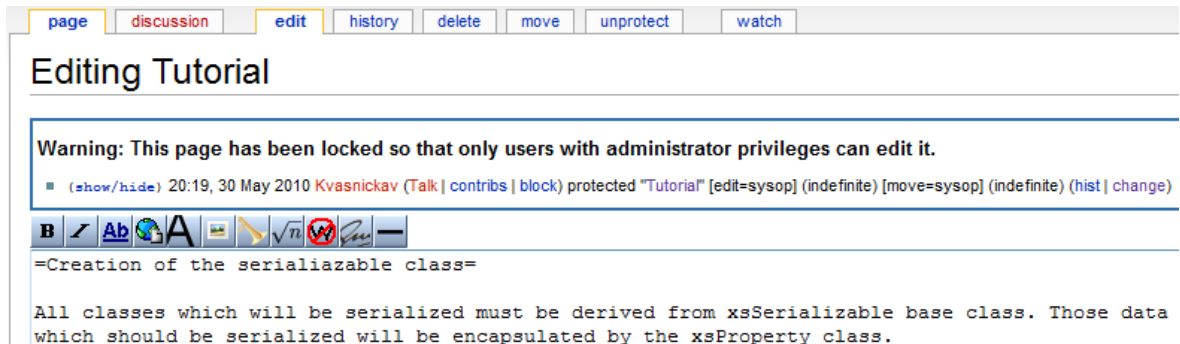 page discussion edit history delete move unprotect watch
Editing Tutorial
Warning: This page has been locked so that only users with administrator privileges can edit it.
(show/hide) 20:19, 30 May 2010 Kvasnickav (Talk | contribs | block) protected "Tutorial" [edit=sysop] (indefinite) [move=sysop] (indefinite) (hist | change)
B I Ab A √n W
=Creation of the serialiazable class=
All classes which will be serialized must be derived from xsSerializable base class. Those data
which should be serialized will be encapsulated by the xsProperty class.